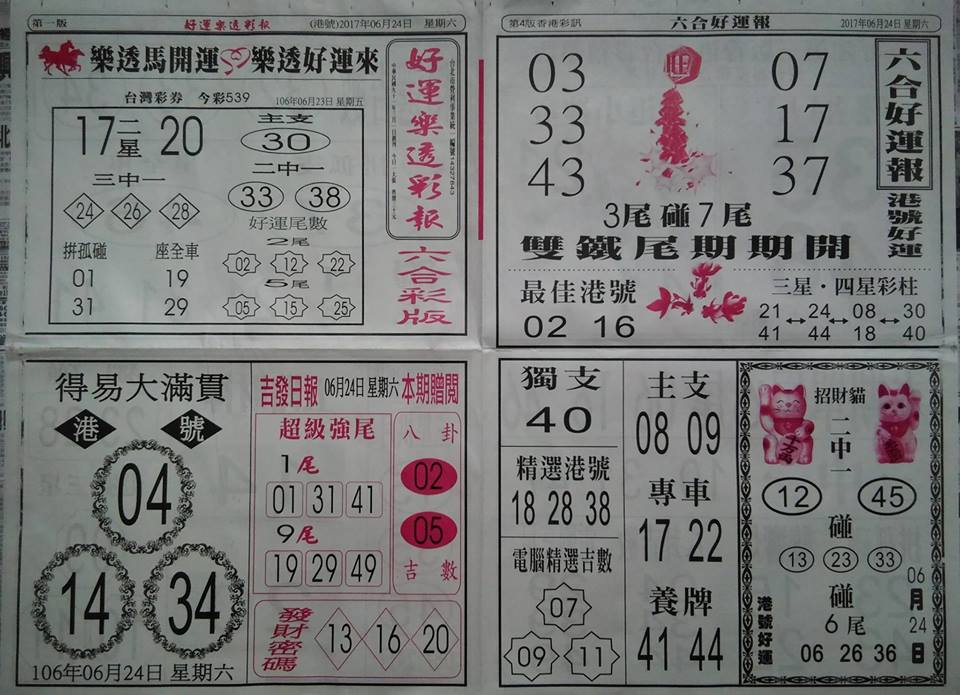 第一版
好運樂透彩報
(港號)2017年06月24日 星期六
樂透馬開運 樂透好運來
台灣彩券 今彩539 106年06月23日 星期五
17 二星 20
主支
30
三中一
24 26 28
二中一
33 38
好運尾數
2尾
02 12 22
5尾
05 15 25
拼孤碰
01
31
座全車
19
29
好運樂透彩報
六合彩版
第4版香港彩訊
六合好運報
2017年06月24日 星期六
03 07
33 17
43 37
3尾碰7尾
雙鐵尾期期開
六合好運報
港號好運
最佳港號
02 16
三星·四星彩柱
21 24 08 30
41 44 18 40
得易大滿貫
港號
04
14 34
106年06月24日 星期六
吉發日報 06月24日 星期六 本期贈閱
超級強尾
1尾
01 31 41
9尾
19 29 49
八卦
02
05
吉數
發財密碼
13 16 20
獨支
40
精選港號
18 28 38
電腦精選吉數
07
09 11
主支
08 09
專車
17 22
養牌
41 44
招財貓
二中一
12 45
碰
13 23 33
碰
6尾
06 26 36
港號好運
06月24日